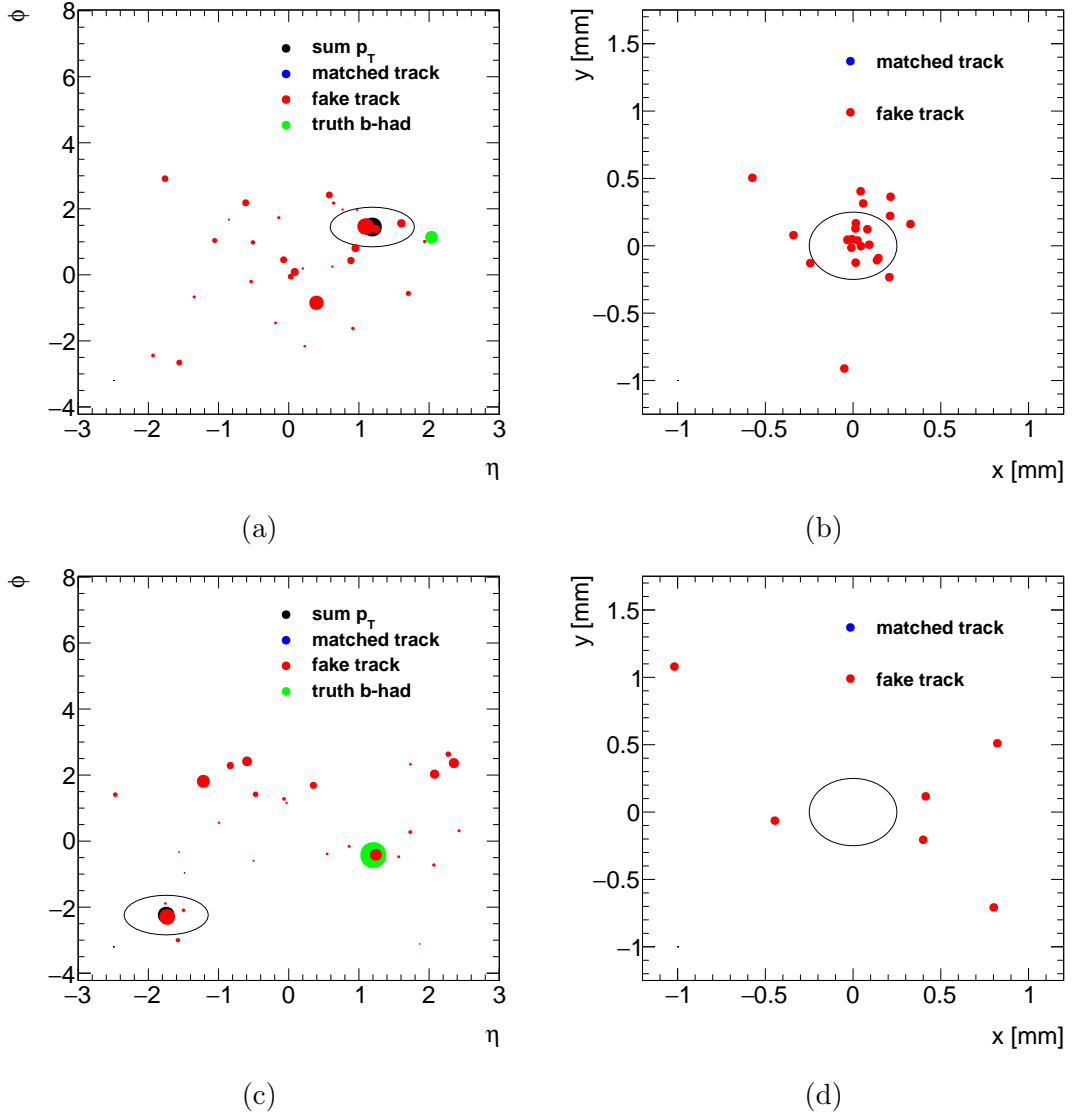 ϕ
8
6
4
2
0
−2
−4
−3 −2 −1 0 1 2 3
η
sum p_T
matched track
fake track
truth b-had
(a)
y [mm]
1.5
1
0.5
0
−0.5
−1
−1 −0.5 0 0.5 1
x [mm]
matched track
fake track
(b)
ϕ
8
6
4
2
0
−2
−4
−3 −2 −1 0 1 2 3
η
sum p_T
matched track
fake track
truth b-had
(c)
y [mm]
1.5
1
0.5
0
−0.5
−1
−1 −0.5 0 0.5 1
x [mm]
matched track
fake track
(d)